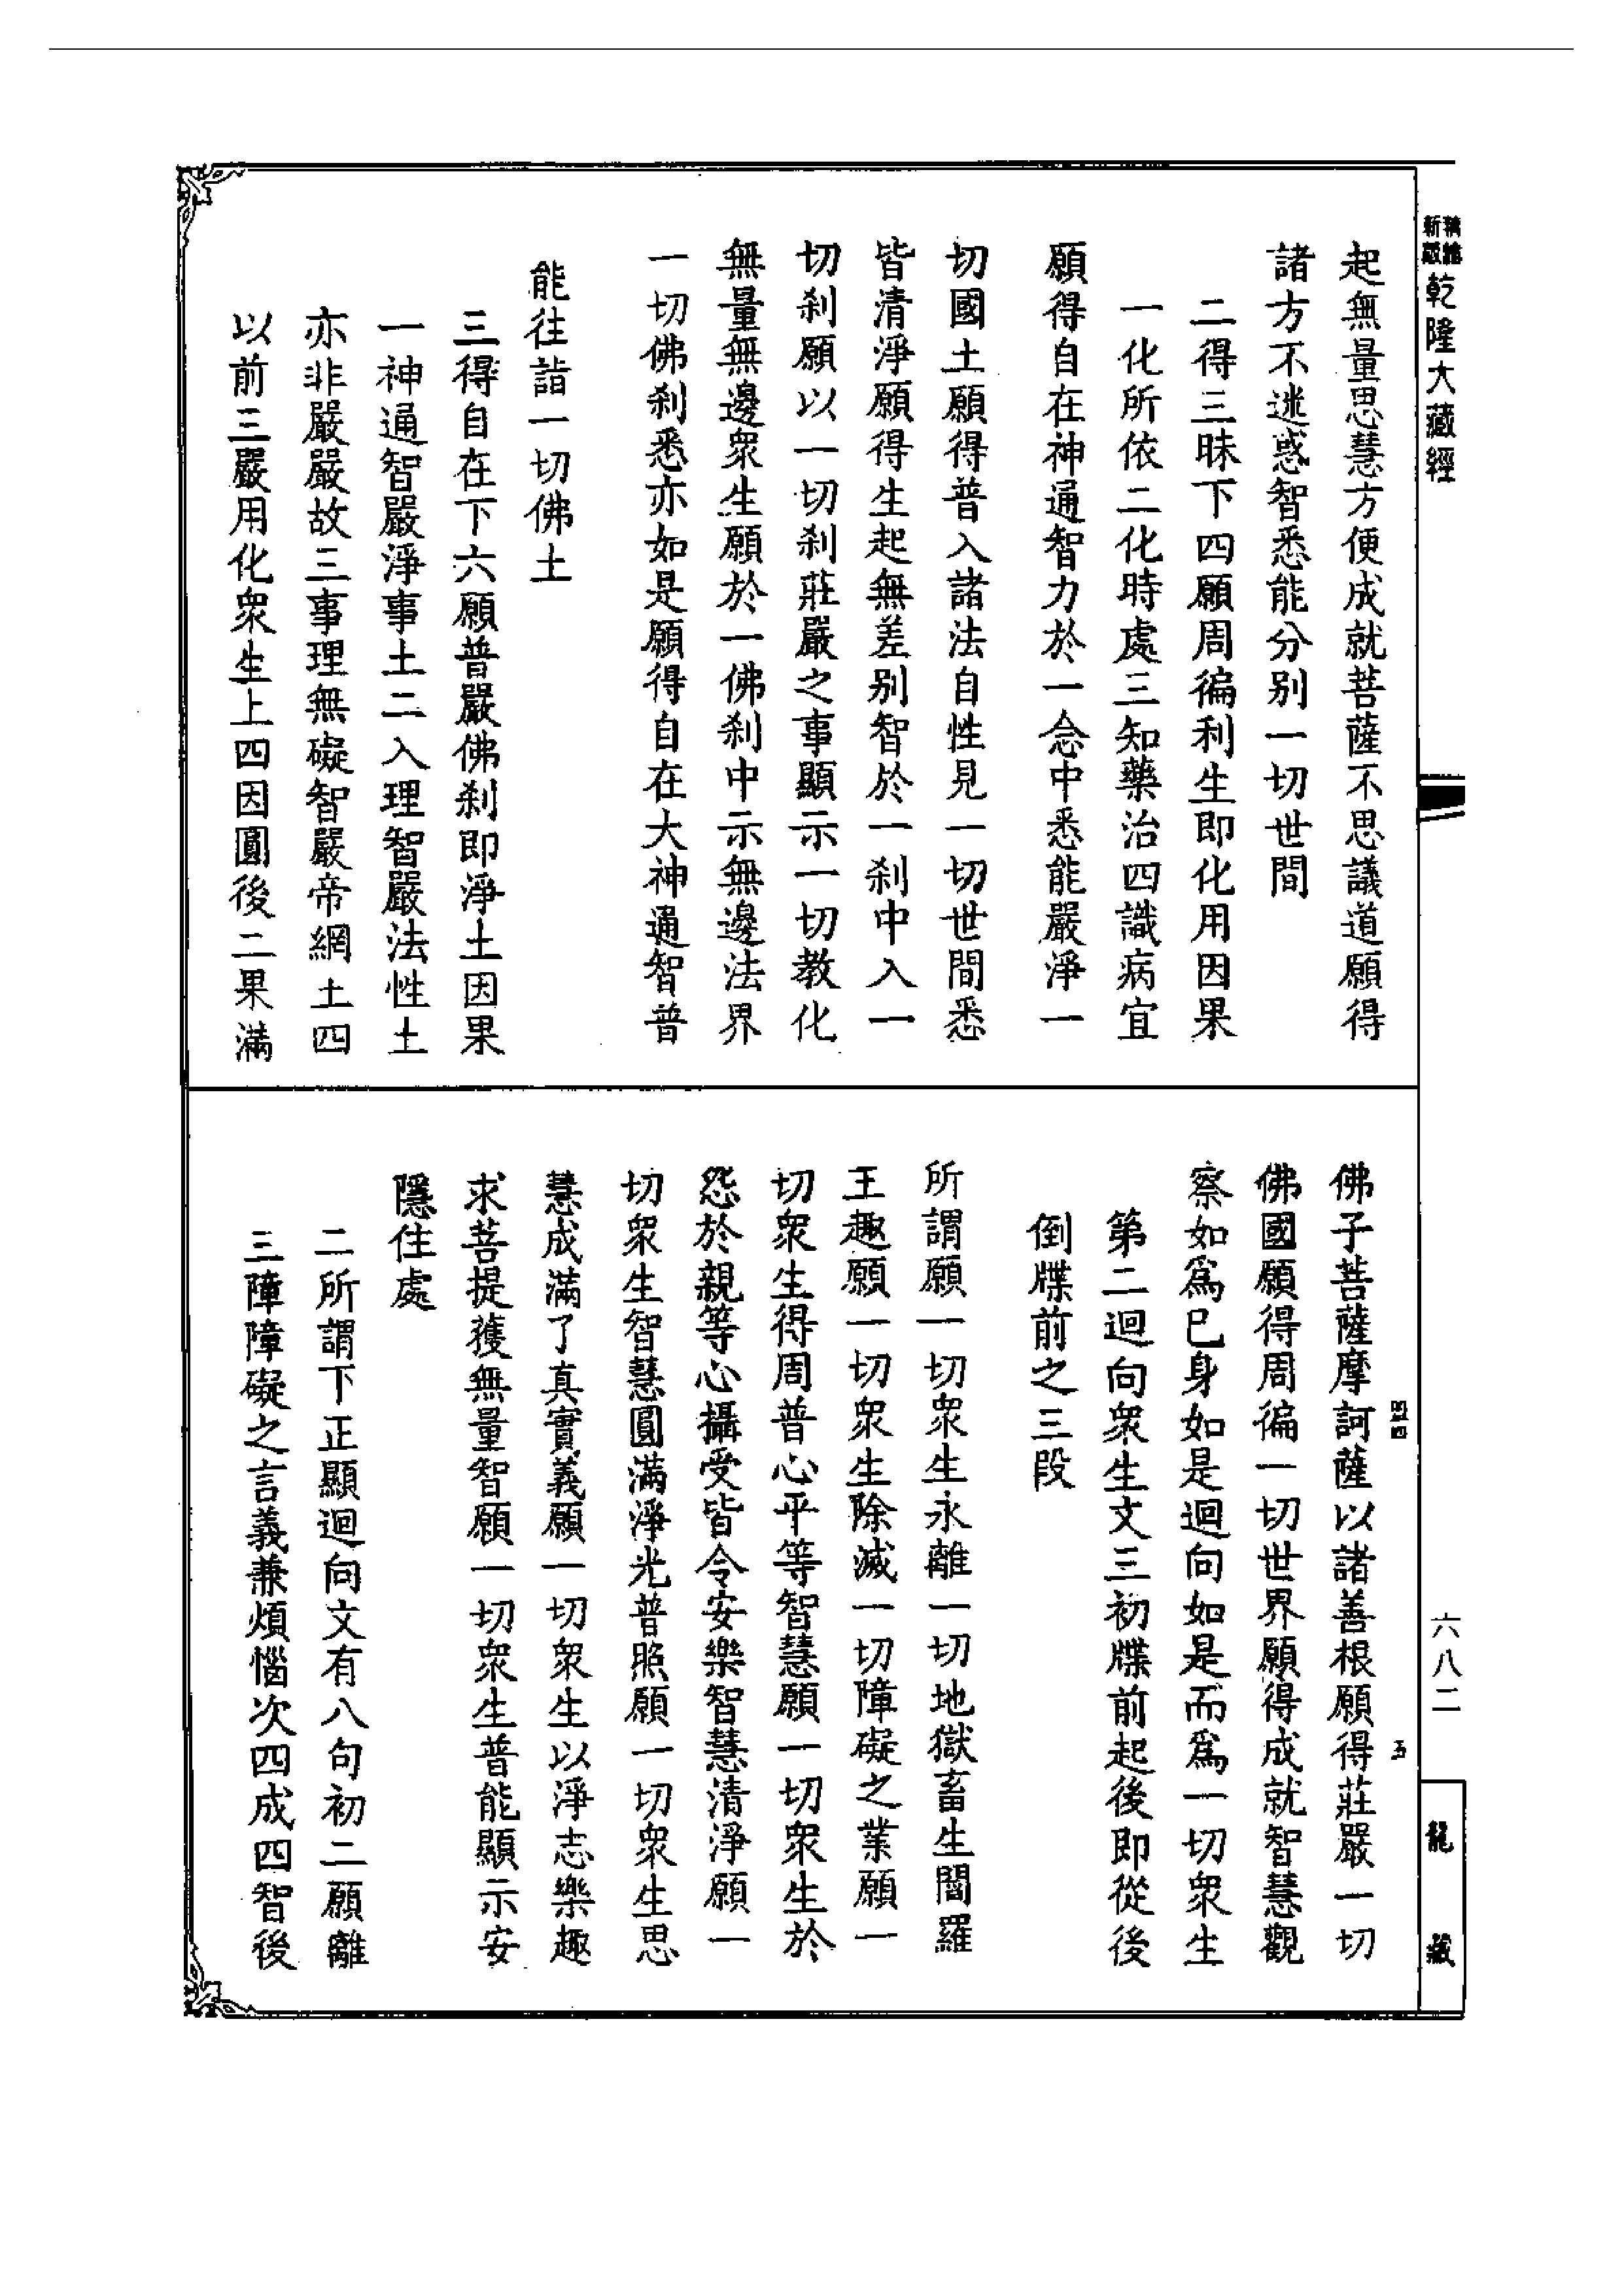 乾隆大藏經
起無量思慧方便成就菩薩不思議道願得
諸方不迷惑智悉能分别一切世間
二得三昧下四願周徧利生即化用因果
一化所依二化時處三知藥治四識病宜
願得自在神通智力於一念中悉能嚴淨一
切國土願得普入諸法自性見一切世間悉
皆清淨願得生起無差别智於一刹中入一
切刹願以一切刹莊嚴之事顯示一切教化
無量無邊衆生願於一佛刹中示無邊法界
一切佛刹悉亦如是願得自在大神通智普
能往詣一切佛土
三得自在下六願普嚴佛刹即淨土因果
一神通智嚴淨事土二入理智嚴法性土
亦非嚴嚴故三事理無礙智嚴帝網土四
以前三嚴用化衆生上四因圓後二果滿
佛子菩薩摩訶薩以諸善根願得莊嚴一切
佛國願得周徧一切世界願得成就智慧觀
察如爲已身如是迴向如是而爲一切衆生
第二迴向衆生文三初牒前起後即從後
倒牒前之三段
所謂願一切衆生永離一切地獄畜生閻羅
王趣願一切衆生除滅一切障礙之業願一
切衆生得周普心平等智慧願一切衆生於
怨於親等心攝受皆令安樂智慧清淨願一
切衆生智慧圓滿淨光普照願一切衆生思
慧成滿了真實義願一切衆生以淨志樂趣
求菩提獲無量智願一切衆生普能顯示安
隱住處
二所謂下正顯迴向文有八句初二願離
三障障礙之言義兼煩惱次四成四智後
六八二
五
龍藏